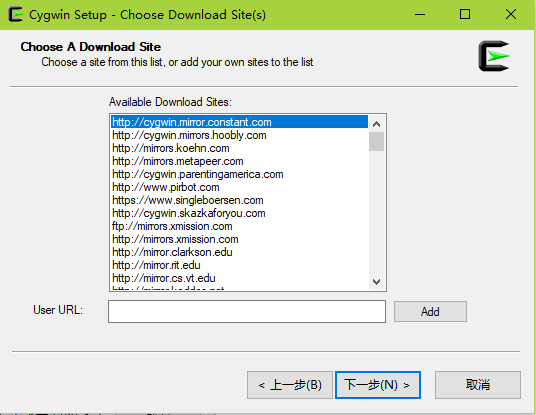 Cygwin Setup - Choose Download Site(s)
Choose A Download Site
Choose a site from this list, or add your own sites to the list
Available Download Sites:
http://cygwin.mirror.constant.com
http://cygwin.mirrors.hoobly.com
http://mirrors.koehn.com
http://mirrors.metapeer.com
http://cygwin.parentingamerica.com
http://www.pirbot.com
https://www.singleboersen.com
http://cygwin.skazkaforyou.com
ftp://mirrors.xmission.com
http://mirrors.xmission.com
http://mirror.clarkson.edu
http://mirror.rit.edu
http://mirror.cs.vt.edu
User URL:
Add
< 上一步(B)
下一步(N) >
取消